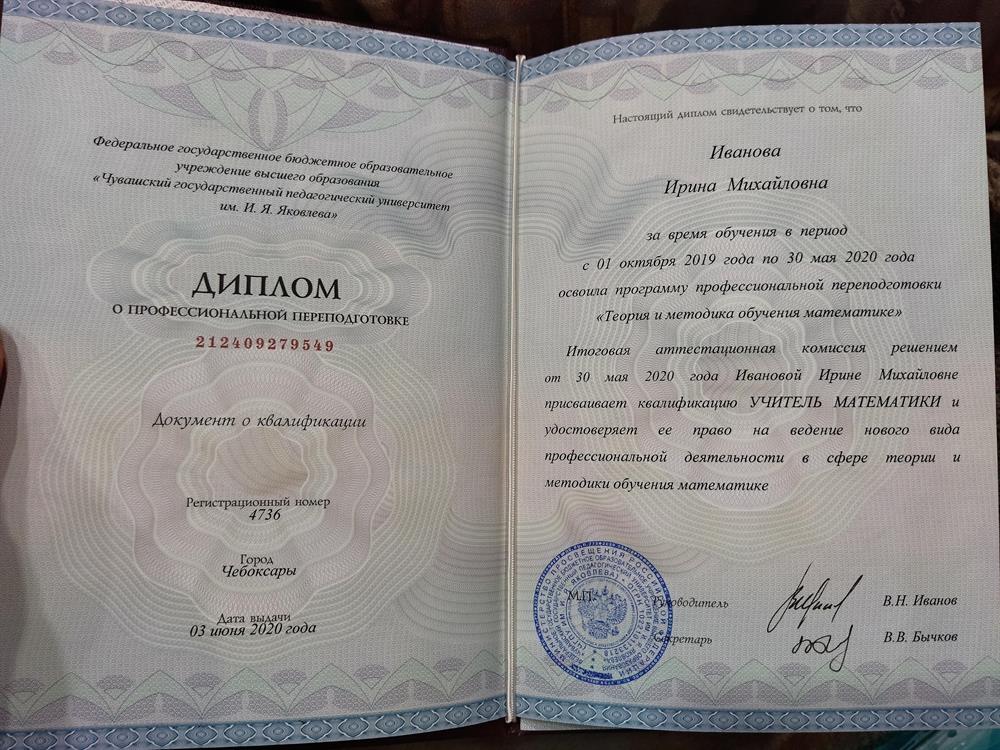 Федеральное государственное бюджетное образовательное
учреждение высшего образования
«Чувашский государственный педагогический университет
им. И. Я. Яковлева»
ДИПЛОМ
О ПРОФЕССИОНАЛЬНОЙ ПЕРЕПОДГОТОВКЕ
212409279549
Документ о квалификации
Регистрационный номер
4736
Город
Чебоксары
Дата выдачи
03 июня 2020 года
Настоящий диплом свидетельствует о том, что
Иванова
Ирина Михайловна
за время обучения в период
с 01 октября 2019 года по 30 мая 2020 года
освоила программу профессиональной переподготовки
«Теория и методика обучения математике»
Итоговая аттестационная комиссия решением
от 30 мая 2020 года Ивановой Ирине Михайловне
присваивает квалификацию УЧИТЕЛЬ МАТЕМАТИКИ и
удостоверяет ее право на ведение нового вида
профессиональной деятельности в сфере теории и
методики обучения математике
М.П.
Руководитель
В.Н. Иванов
Секретарь
В.В. Бычков
МИНИСТЕРСТВО ПРОСВЕЩЕНИЯ РОССИЙСКОЙ ФЕДЕРАЦИИ